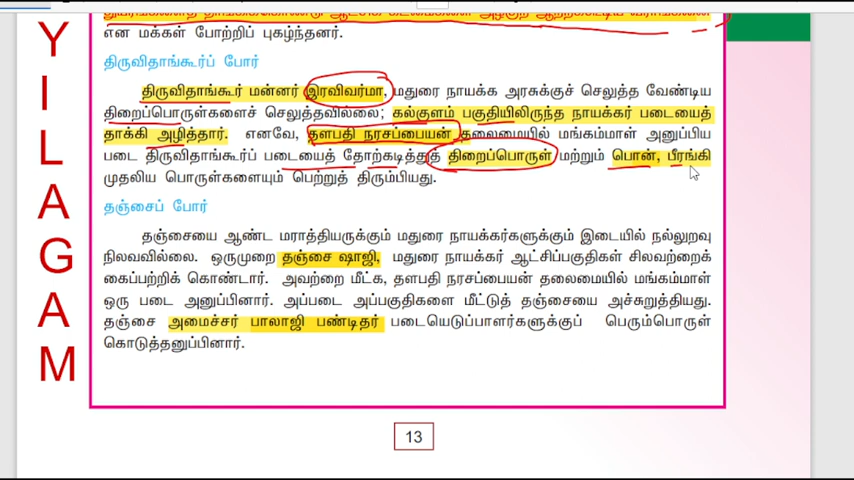 என மக்கள் போற்றிப் புகழ்ந்தனர்.
திருவிதாங்கூர்ப் போர்
திருவிதாங்கூர் மன்னர் இரவிவர்மா, மதுரை நாயக்க அரசுக்குச் செலுத்த வேண்டிய
திறைப்பொருள்களைச் செலுத்தவில்லை; கல்குளம் பகுதியிலிருந்த நாயக்கர் படையைத்
தாக்கி அழித்தார். எனவே, தளபதி நரசப்பையன் தலைமையில் மங்கம்மாள் அனுப்பிய
படை திருவிதாங்கூர்ப் படையைத் தோற்கடித்துத் திறைப்பொருள் மற்றும் பொன், பீரங்கி
முதலிய பொருள்களையும் பெற்றுத் திரும்பியது.
தஞ்சைப் போர்
தஞ்சையை ஆண்ட மராத்தியருக்கும் மதுரை நாயக்கர்களுக்கும் இடையில் நல்லுறவு
நிலவவில்லை. ஒருமுறை தஞ்சை ஷாஜி, மதுரை நாயக்கர் ஆட்சிப்பகுதிகள் சிலவற்றைக்
கைப்பற்றிக் கொண்டார். அவற்றை மீட்க, தளபதி நரசப்பையன் தலைமையில் மங்கம்மாள்
ஒரு படை அனுப்பினார். அப்படை அப்பகுதிகளை மீட்டுத் தஞ்சையை அச்சுறுத்தியது.
தஞ்சை அமைச்சர் பாலாஜி பண்டிதர் படையெடுப்பாளர்களுக்குப் பெரும்பொருள்
கொடுத்தனுப்பினார்.
13
YILAGAM